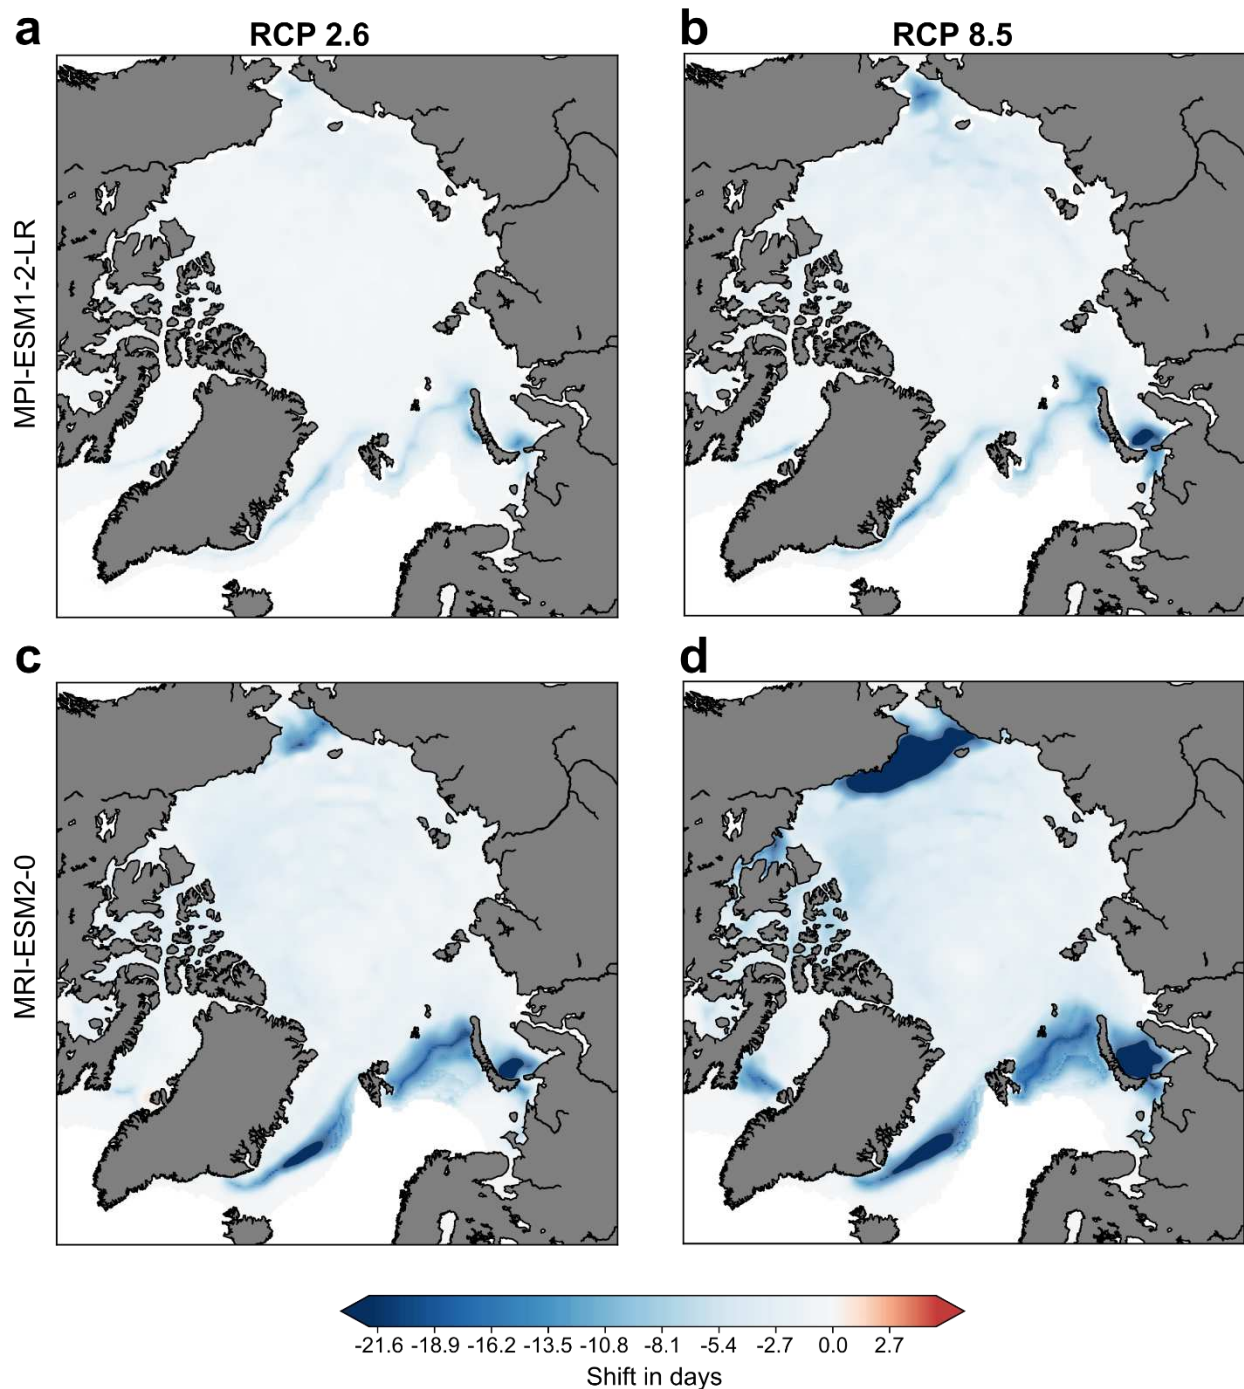 a
RCP 2.6
b
RCP 8.5
MPI-ESM1-2-LR
c
d
MRI-ESM2-0
-21.6 -18.9 -16.2 -13.5 -10.8 -8.1 -5.4 -2.7 0.0 2.7
Shift in days